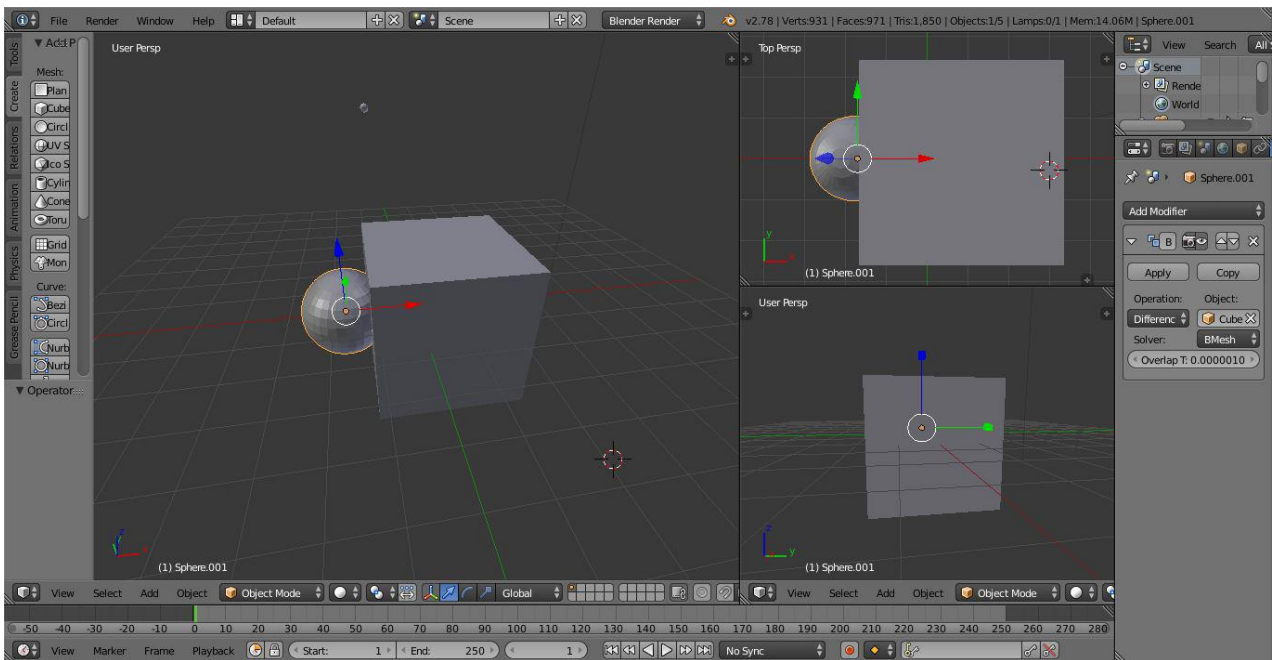 File Render Window Help Default Scene Blender Render v2.78 | Verts:931 | Faces:971 | Tris:1,850 | Objects:1/5 | Lamps:0/1 | Mem:14.06M | Sphere.001
Tools
Create
Relations
Animation
Physics
Grease Pencil
Mesh:
Plan
Cube
Circl
UV S
Ico S
Cylin
Cone
Toru
Grid
Mon
Curve:
Bezi
Circl
Nurb
Nurb
Operator
User Persp
z
x
(1) Sphere.001
Top Persp
y
x
(1) Sphere.001
User Persp
z
y
(1) Sphere.001
View Search All
Scene
Rende
World
Sphere.001
Add Modifier
B
Apply Copy
Operation: Object:
Differenc Cube
Solver: BMesh
Overlap T: 0.0000010
View Select Add Object Object Mode Global
View Select Add Object Object Mode
-50 -40 -30 -20 -10 0 10 20 30 40 50 60 70 80 90 100 110 120 130 140 150 160 170 180 190 200 210 220 230 240 250 260 270 280
View Marker Frame Playback Start: 1 End: 250 1 No Sync